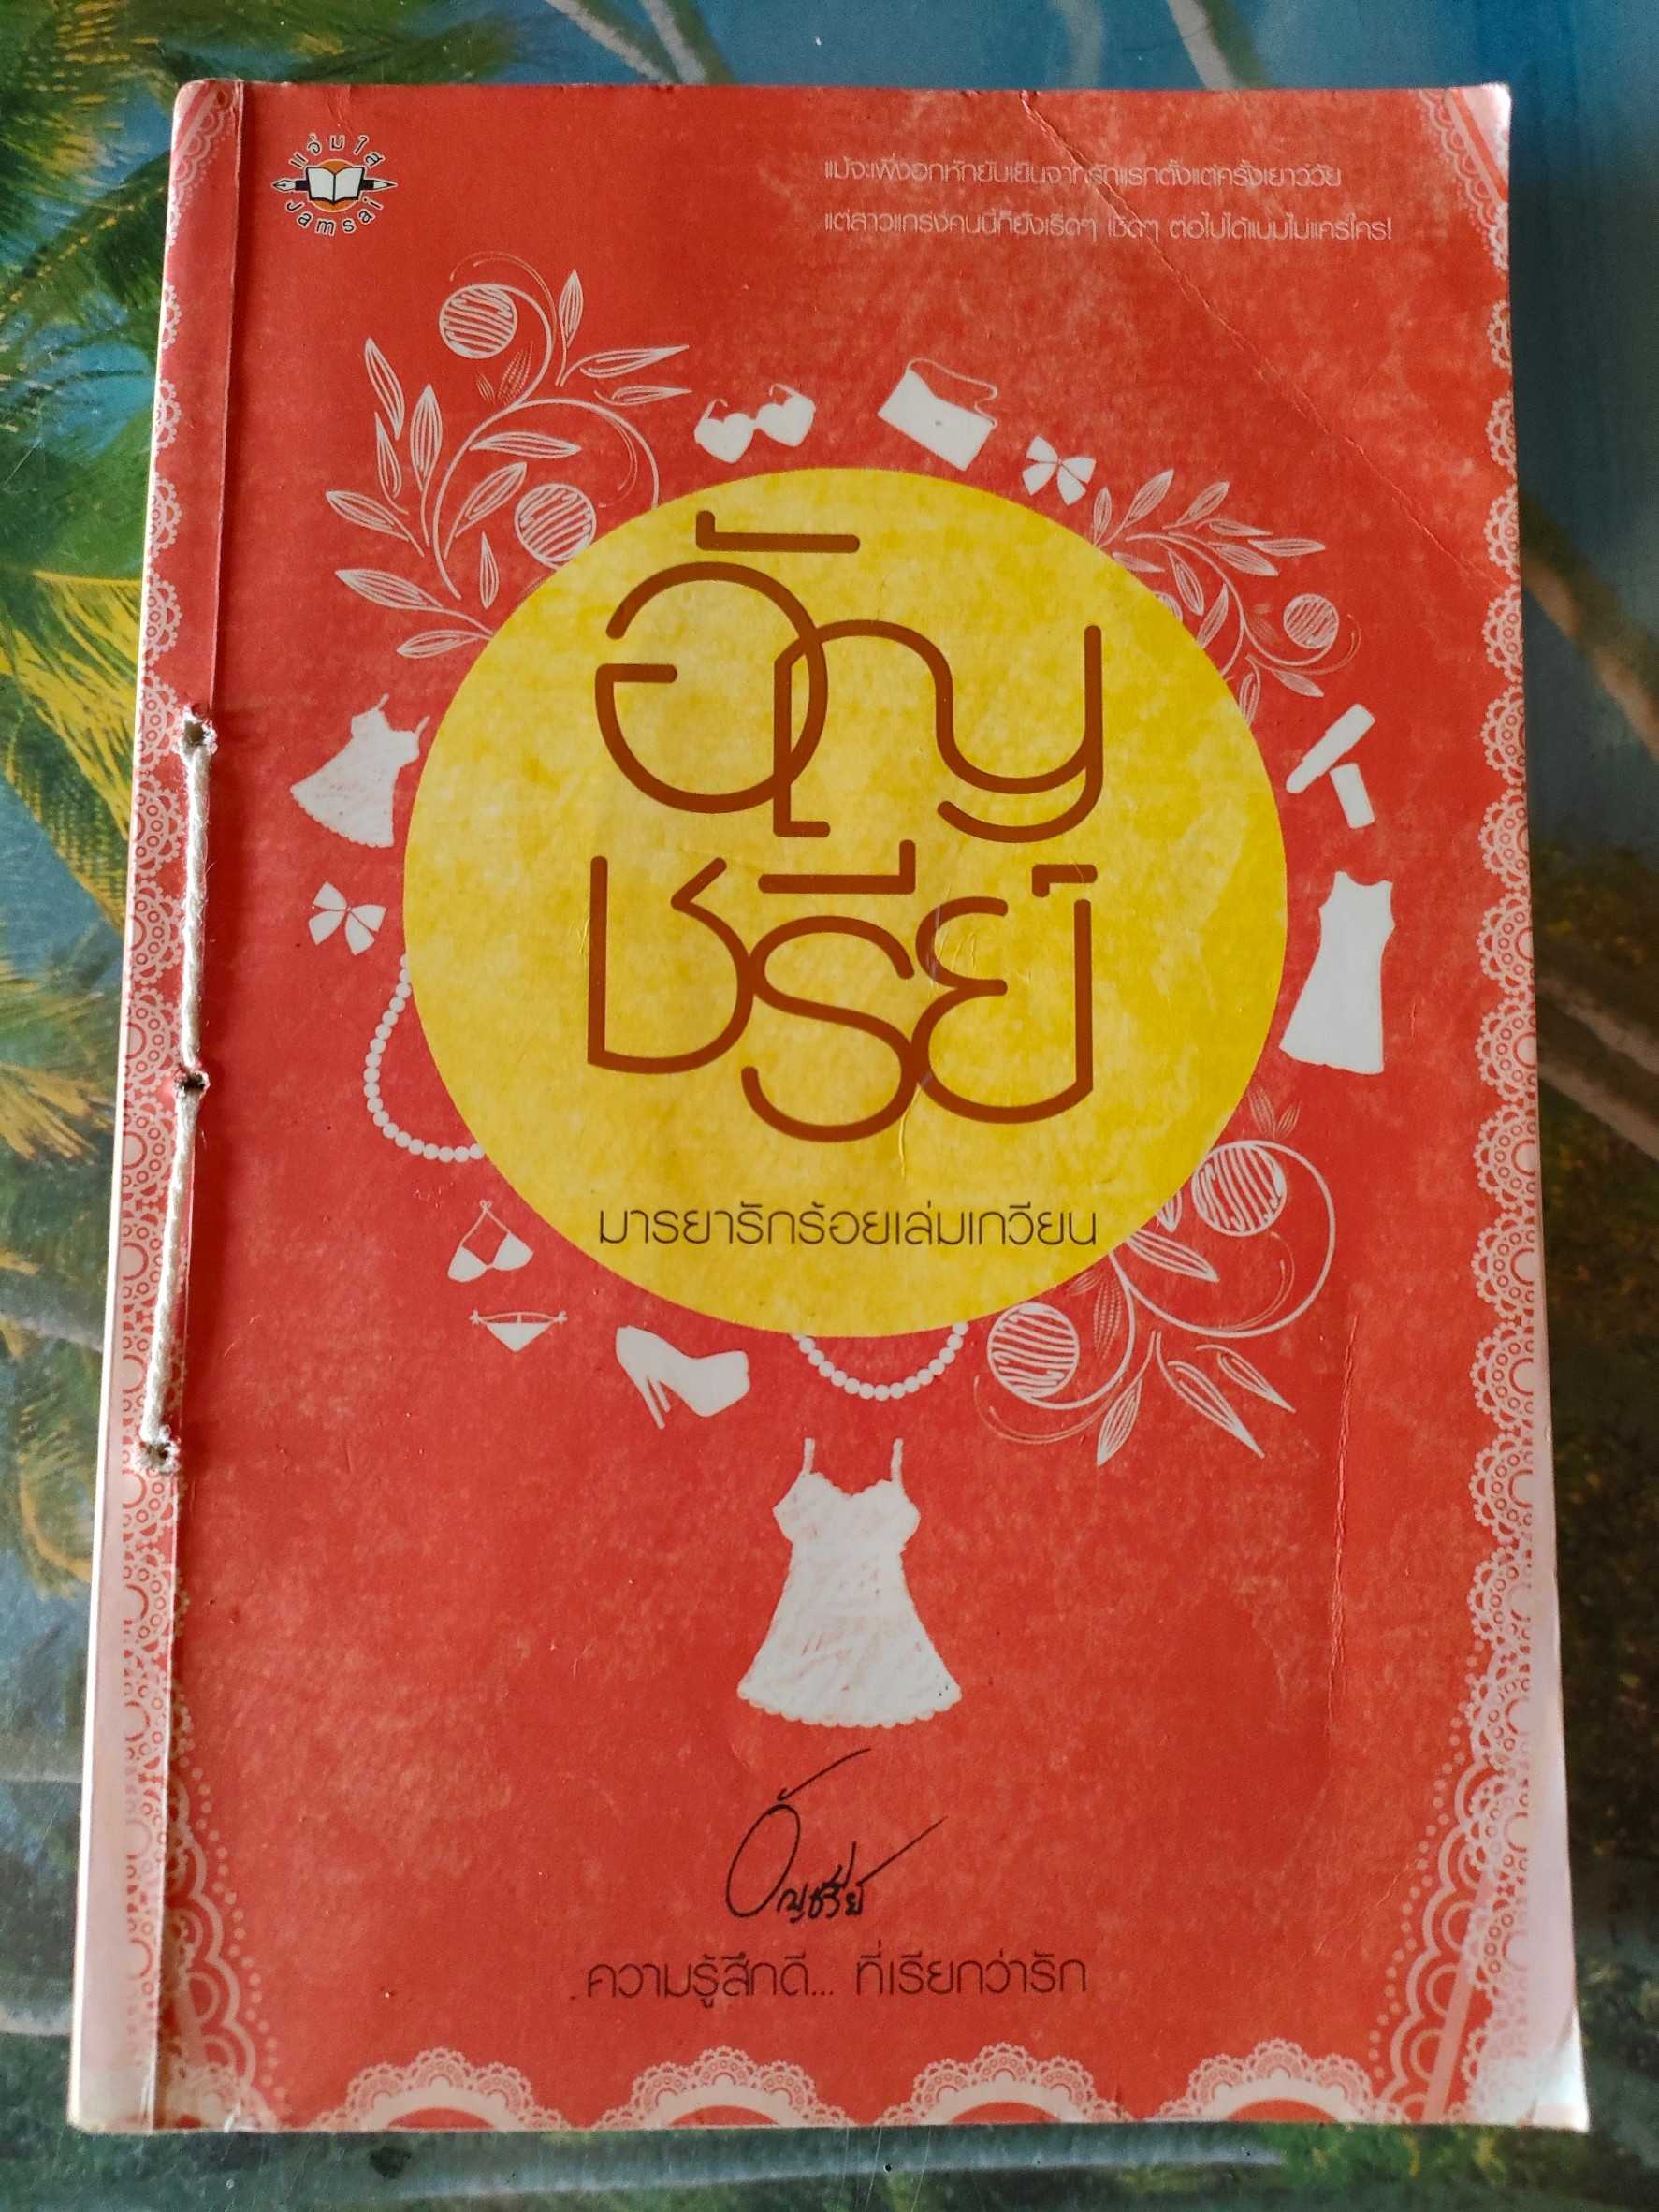 แจ่มใส
Jamsai
แม้จะเพิ่งอกหักยับเยินจากรักแรกตั้งแต่ครั้งเยาว์วัย
แต่สาวแกร่งคนนี้ก็ยังเริ่ดๆ เชิดๆ ต่อไปได้แบบไม่แคร์ใคร!
อัญ
ชรีย์
มารยารักร้อยเล่มเกวียน
อัญชรีย์
ความรู้สึกดี... ที่เรียกว่ารัก